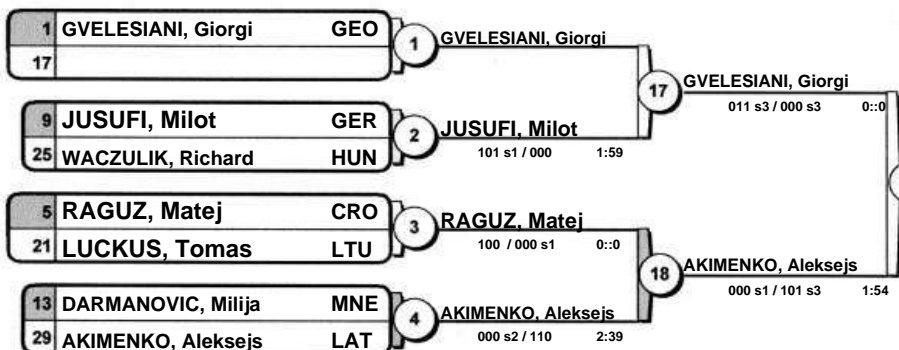 1 GVELESIANI, Giorgi GEO
17
1
GVELESIANI, Giorgi
9 JUSUFI, Milot GER
25 WACZULIK, Richard HUN
2
JUSUFI, Milot
101 s1 / 000 1:59
17
GVELESIANI, Giorgi
011 s3 / 000 s3 0::0
5 RAGUZ, Matej CRO
21 LUCKUS, Tomas LTU
3
RAGUZ, Matej
100 / 000 s1 0::0
13 DARMANOVIC, Milija MNE
29 AKIMENKO, Aleksejs LAT
4
AKIMENKO, Aleksejs
000 s2 / 110 2:39
18
AKIMENKO, Aleksejs
000 s1 / 101 s3 1:54